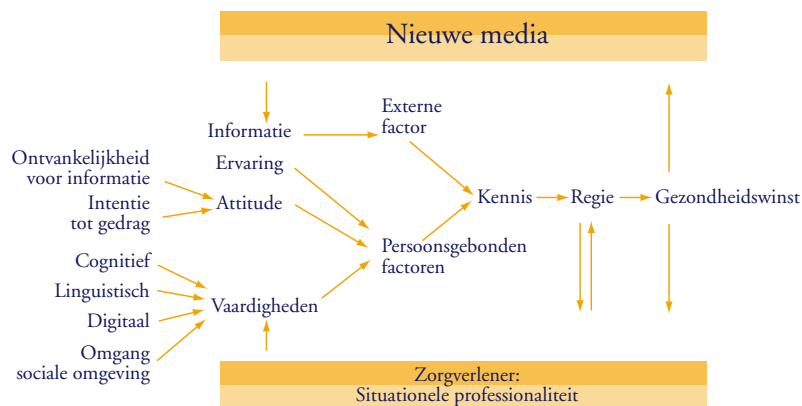 Nieuwe media
Externe
factor
Informatie
Ervaring
Ontvankelijkheid
voor informatie
Intentie
tot gedrag
Attitude
Kennis
Regie
Gezondheidswinst
Persoonsgebonden
factoren
Cognitief
Linguistisch
Digitaal
Omgang
sociale omgeving
Vaardigheden
Zorgverlener:
Situationele professionaliteit